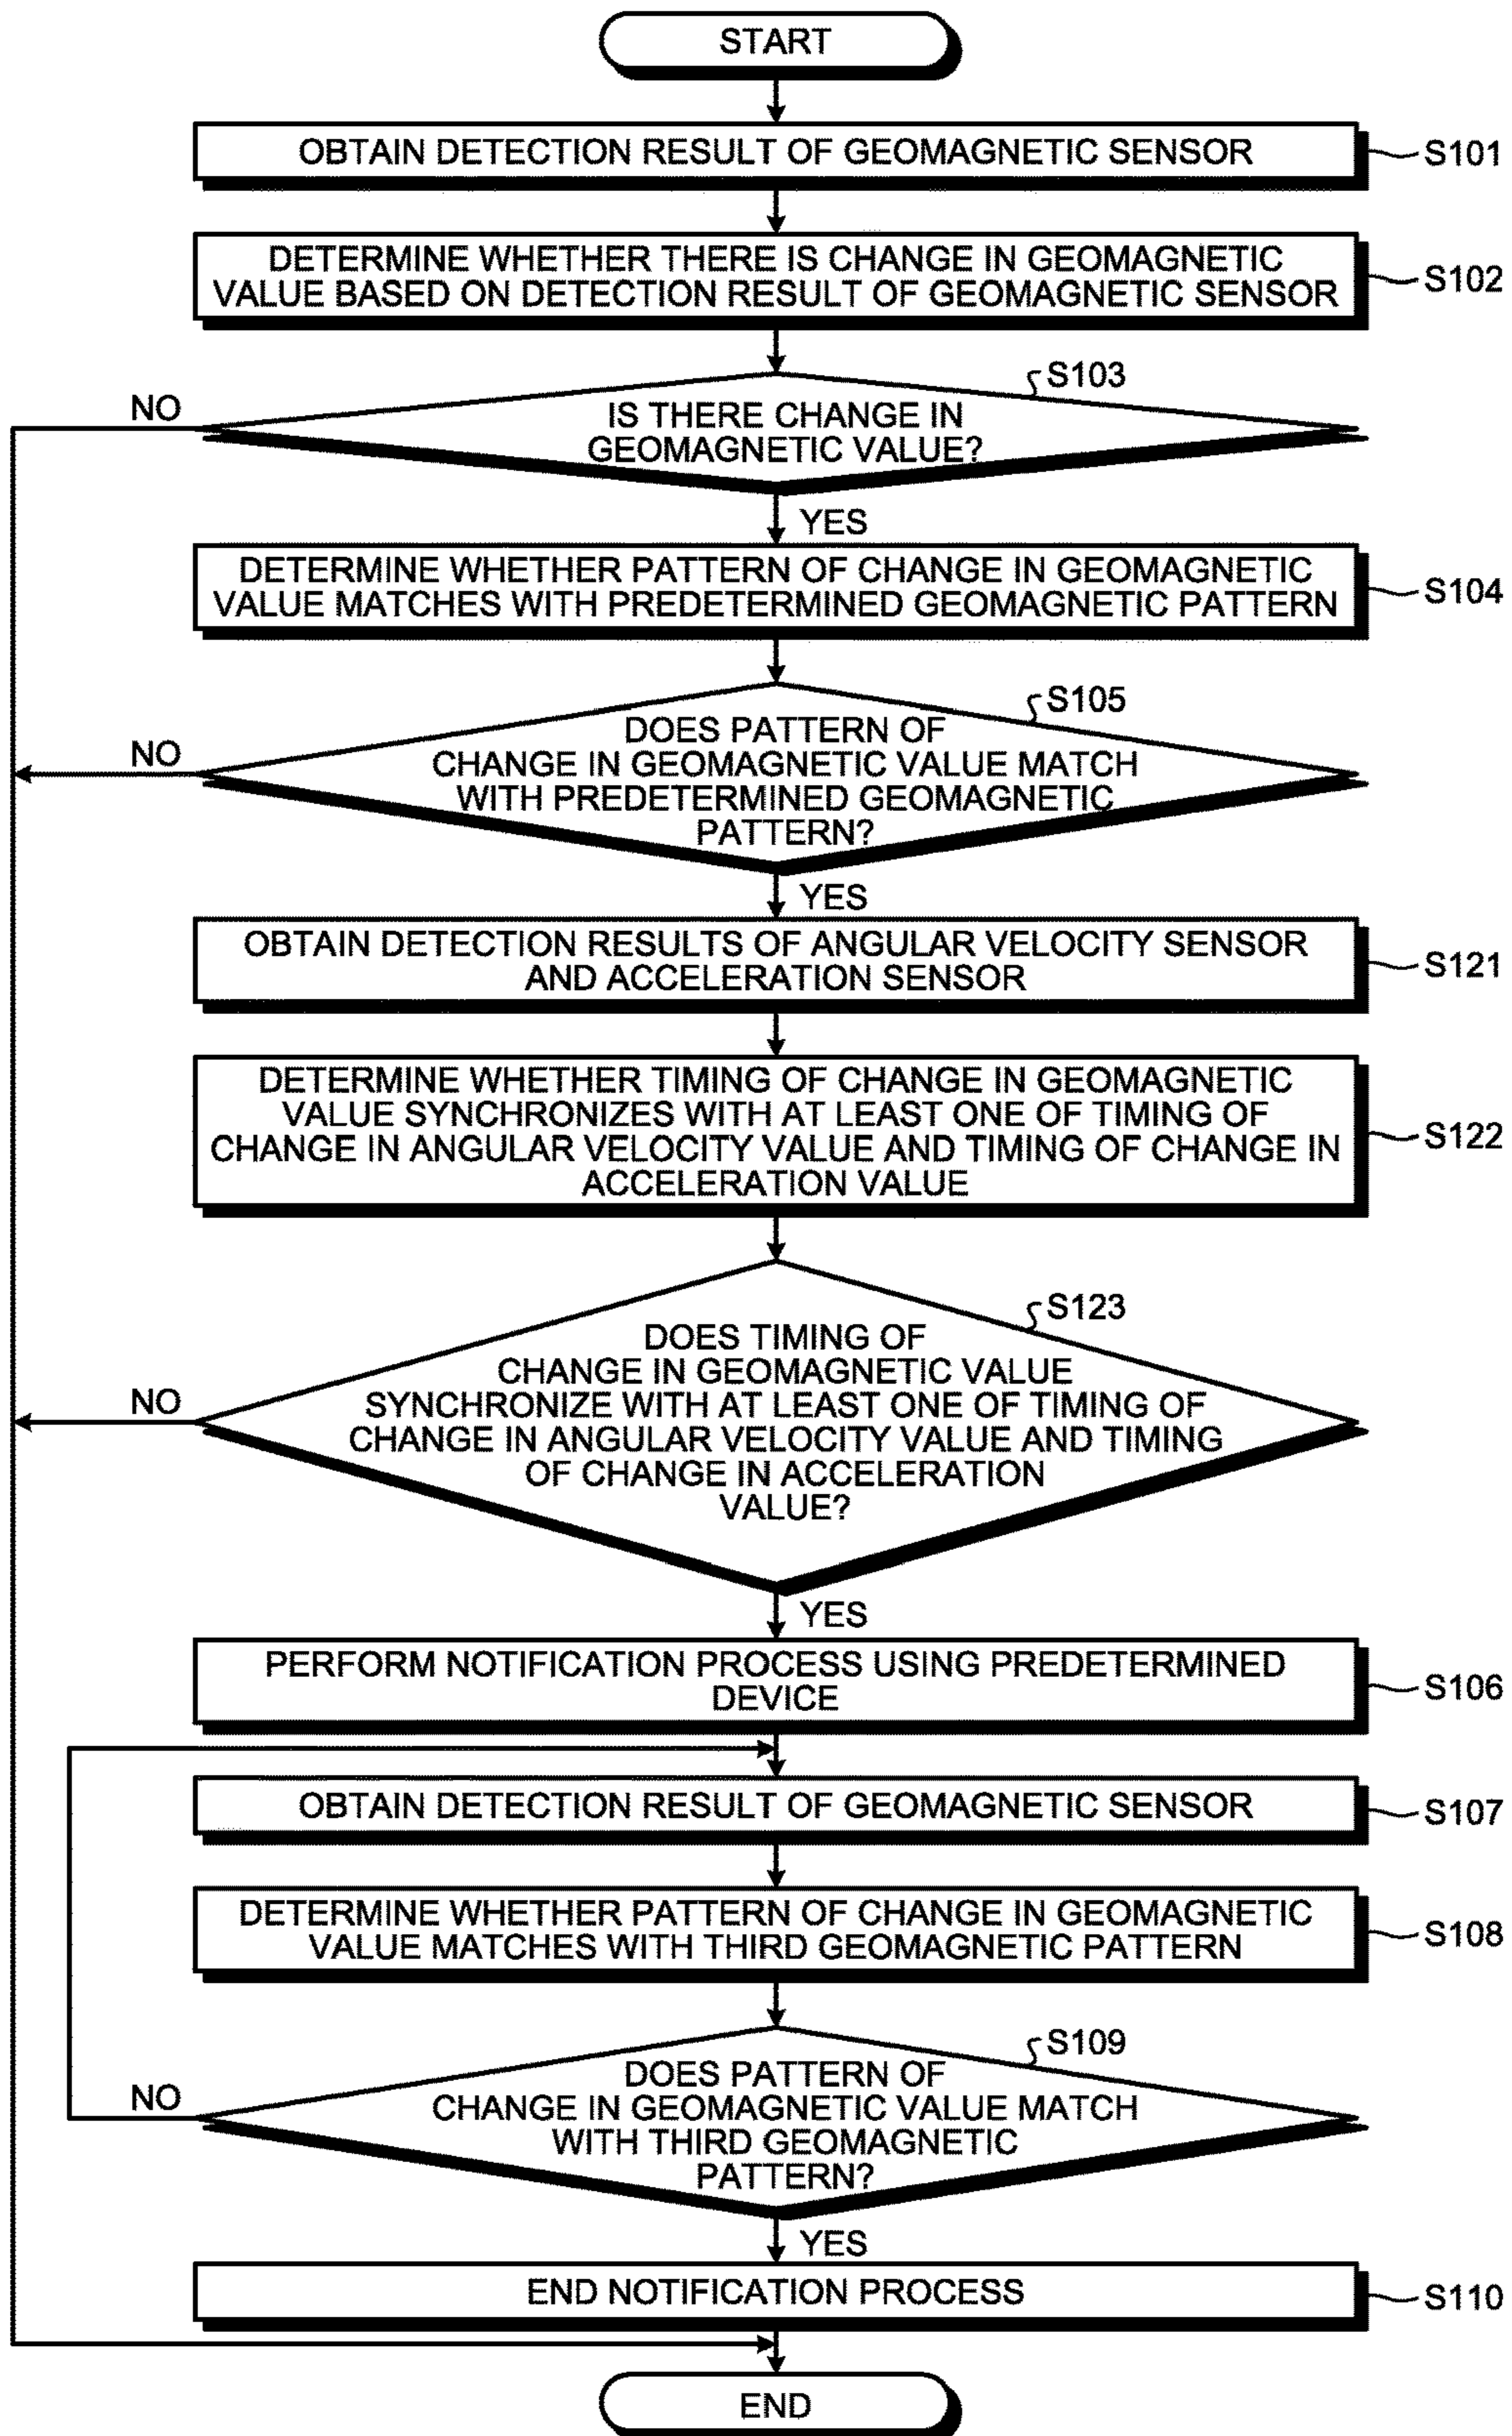 START
OBTAIN DETECTION RESULT OF GEOMAGNETIC SENSOR
S101
DETERMINE WHETHER THERE IS CHANGE IN GEOMAGNETIC
VALUE BASED ON DETECTION RESULT OF GEOMAGNETIC SENSOR
S102
S103
NO
IS THERE CHANGE IN
GEOMAGNETIC VALUE?
YES
DETERMINE WHETHER PATTERN OF CHANGE IN GEOMAGNETIC
VALUE MATCHES WITH PREDETERMINED GEOMAGNETIC PATTERN
S104
S105
NO
DOES PATTERN OF
CHANGE IN GEOMAGNETIC VALUE MATCH
WITH PREDETERMINED GEOMAGNETIC
PATTERN?
YES
OBTAIN DETECTION RESULTS OF ANGULAR VELOCITY SENSOR
AND ACCELERATION SENSOR
S121
DETERMINE WHETHER TIMING OF CHANGE IN GEOMAGNETIC
VALUE SYNCHRONIZES WITH AT LEAST ONE OF TIMING OF
CHANGE IN ANGULAR VELOCITY VALUE AND TIMING OF CHANGE IN
ACCELERATION VALUE
S122
S123
NO
DOES TIMING OF
CHANGE IN GEOMAGNETIC VALUE
SYNCHRONIZE WITH AT LEAST ONE OF TIMING OF
CHANGE IN ANGULAR VELOCITY VALUE AND TIMING
OF CHANGE IN ACCELERATION
VALUE?
YES
PERFORM NOTIFICATION PROCESS USING PREDETERMINED
DEVICE
S106
OBTAIN DETECTION RESULT OF GEOMAGNETIC SENSOR
S107
DETERMINE WHETHER PATTERN OF CHANGE IN GEOMAGNETIC
VALUE MATCHES WITH THIRD GEOMAGNETIC PATTERN
S108
S109
NO
DOES PATTERN OF
CHANGE IN GEOMAGNETIC VALUE MATCH
WITH THIRD GEOMAGNETIC
PATTERN?
YES
END NOTIFICATION PROCESS
S110
END